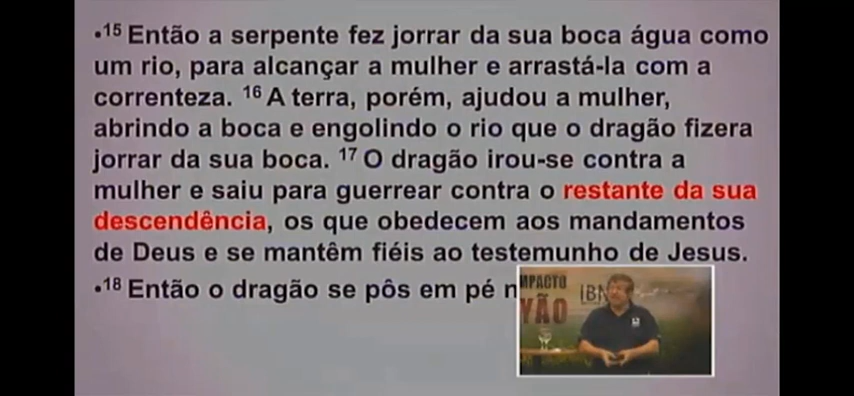 •15 Então a serpente fez jorrar da sua boca água como
um rio, para alcançar a mulher e arrastá-la com a
correnteza. 16 A terra, porém, ajudou a mulher,
abrindo a boca e engolindo o rio que o dragão fizera
jorrar da sua boca. 17 O dragão irou-se contra a
mulher e saiu para guerrear contra o restante da sua
descendência, os que obedecem aos mandamentos
de Deus e se mantêm fiéis ao testemunho de Jesus.
•18 Então o dragão se pôs em pé n
MPACTO
YÃO
IBN